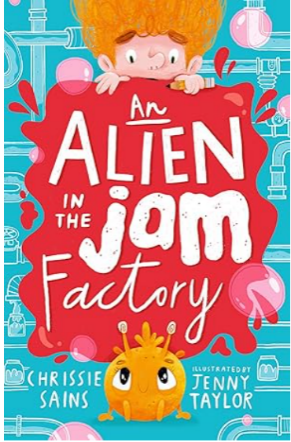 An
ALIEN
IN
THE
jam
Factory
CHRISSIE
SAINS
ILLUSTRATED BY
JENNY
TAYLOR